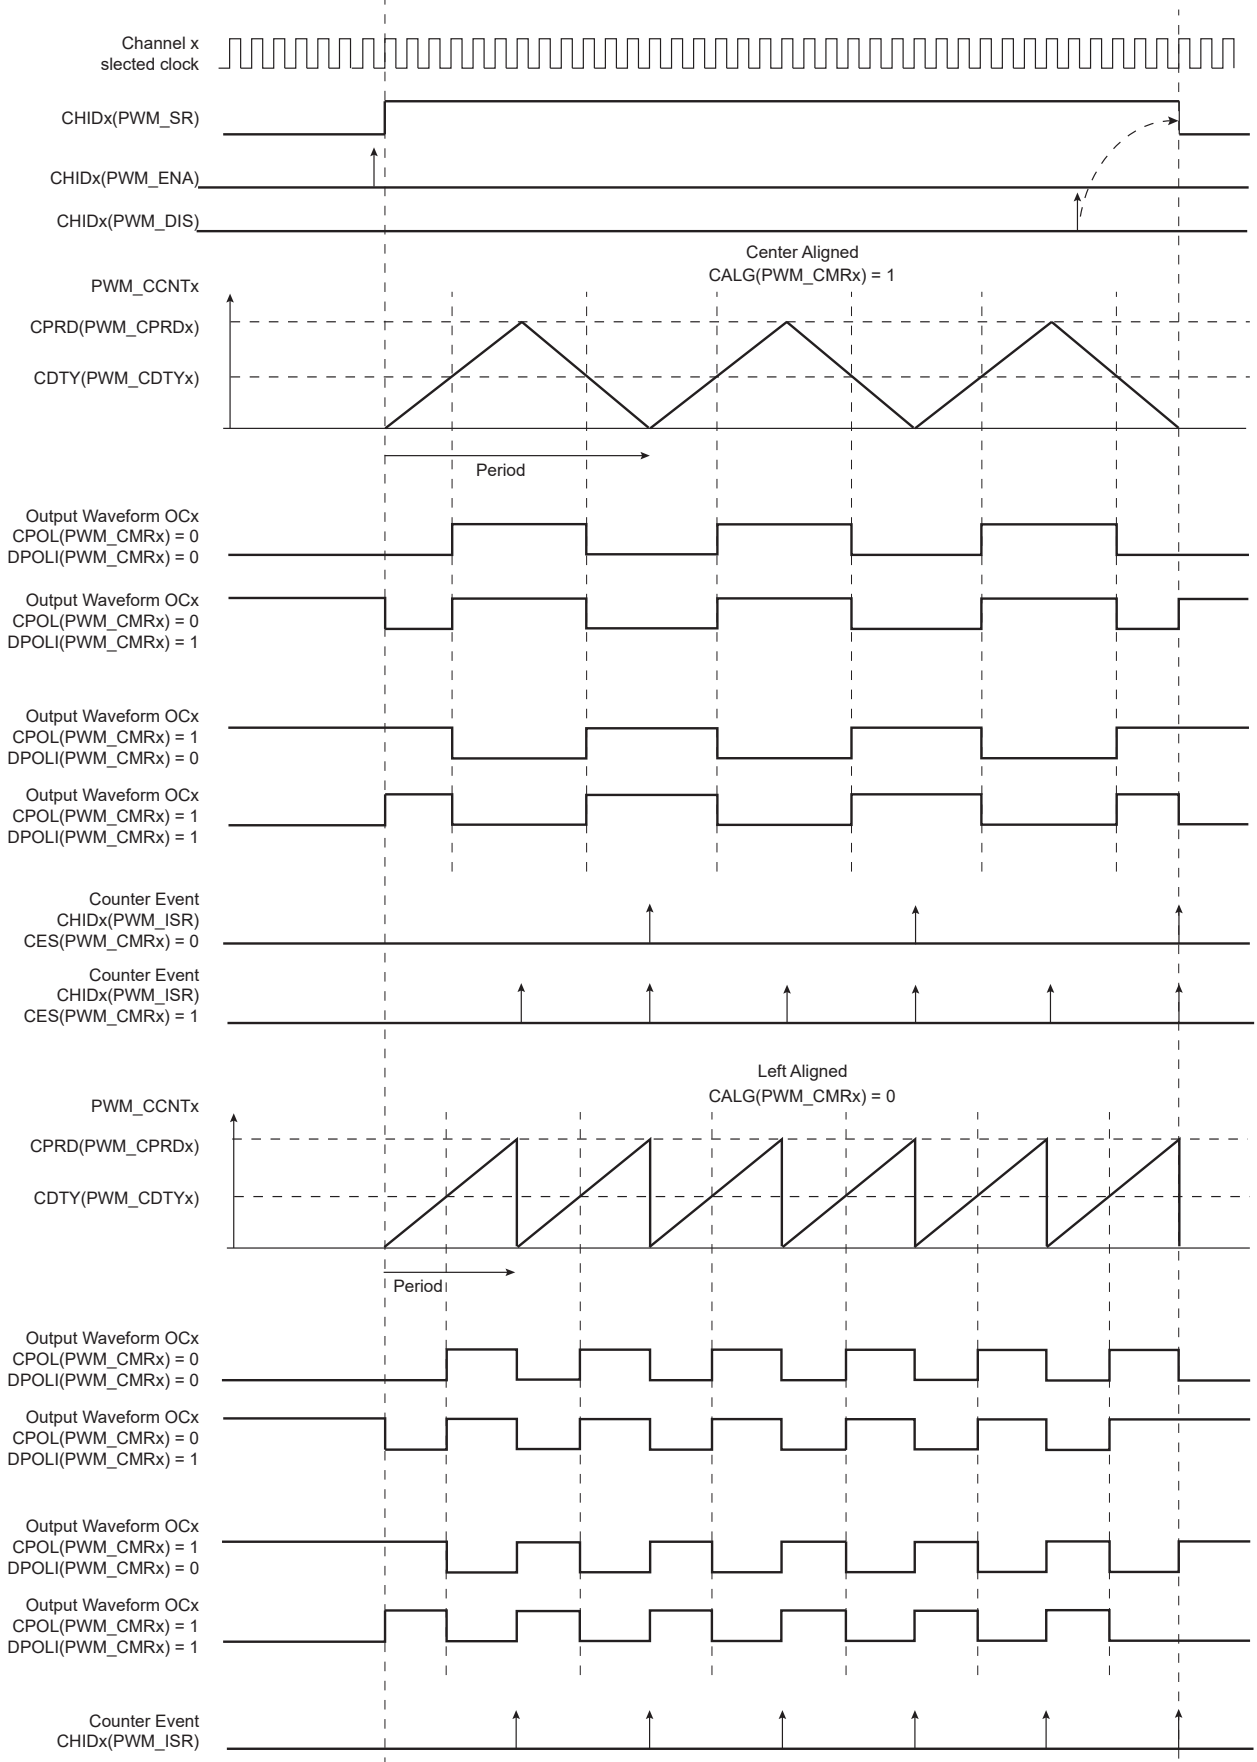 Channel x
slected clock
CHIDx(PWM_SR)
CHIDx(PWM_ENA)
CHIDx(PWM_DIS)
Center Aligned
CALG(PWM_CMRx) = 1
PWM_CCNTx
CPRD(PWM_CPRDx)
CDTY(PWM_CDTYx)
Period
Output Waveform OCx
CPOL(PWM_CMRx) = 0
DPOLI(PWM_CMRx) = 0
Output Waveform OCx
CPOL(PWM_CMRx) = 0
DPOLI(PWM_CMRx) = 1
Output Waveform OCx
CPOL(PWM_CMRx) = 1
DPOLI(PWM_CMRx) = 0
Output Waveform OCx
CPOL(PWM_CMRx) = 1
DPOLI(PWM_CMRx) = 1
Counter Event
CHIDx(PWM_ISR)
CES(PWM_CMRx) = 0
Counter Event
CHIDx(PWM_ISR)
CES(PWM_CMRx) = 1
Left Aligned
CALG(PWM_CMRx) = 0
PWM_CCNTx
CPRD(PWM_CPRDx)
CDTY(PWM_CDTYx)
Period
Output Waveform OCx
CPOL(PWM_CMRx) = 0
DPOLI(PWM_CMRx) = 0
Output Waveform OCx
CPOL(PWM_CMRx) = 0
DPOLI(PWM_CMRx) = 1
Output Waveform OCx
CPOL(PWM_CMRx) = 1
DPOLI(PWM_CMRx) = 0
Output Waveform OCx
CPOL(PWM_CMRx) = 1
DPOLI(PWM_CMRx) = 1
Counter Event
CHIDx(PWM_ISR)